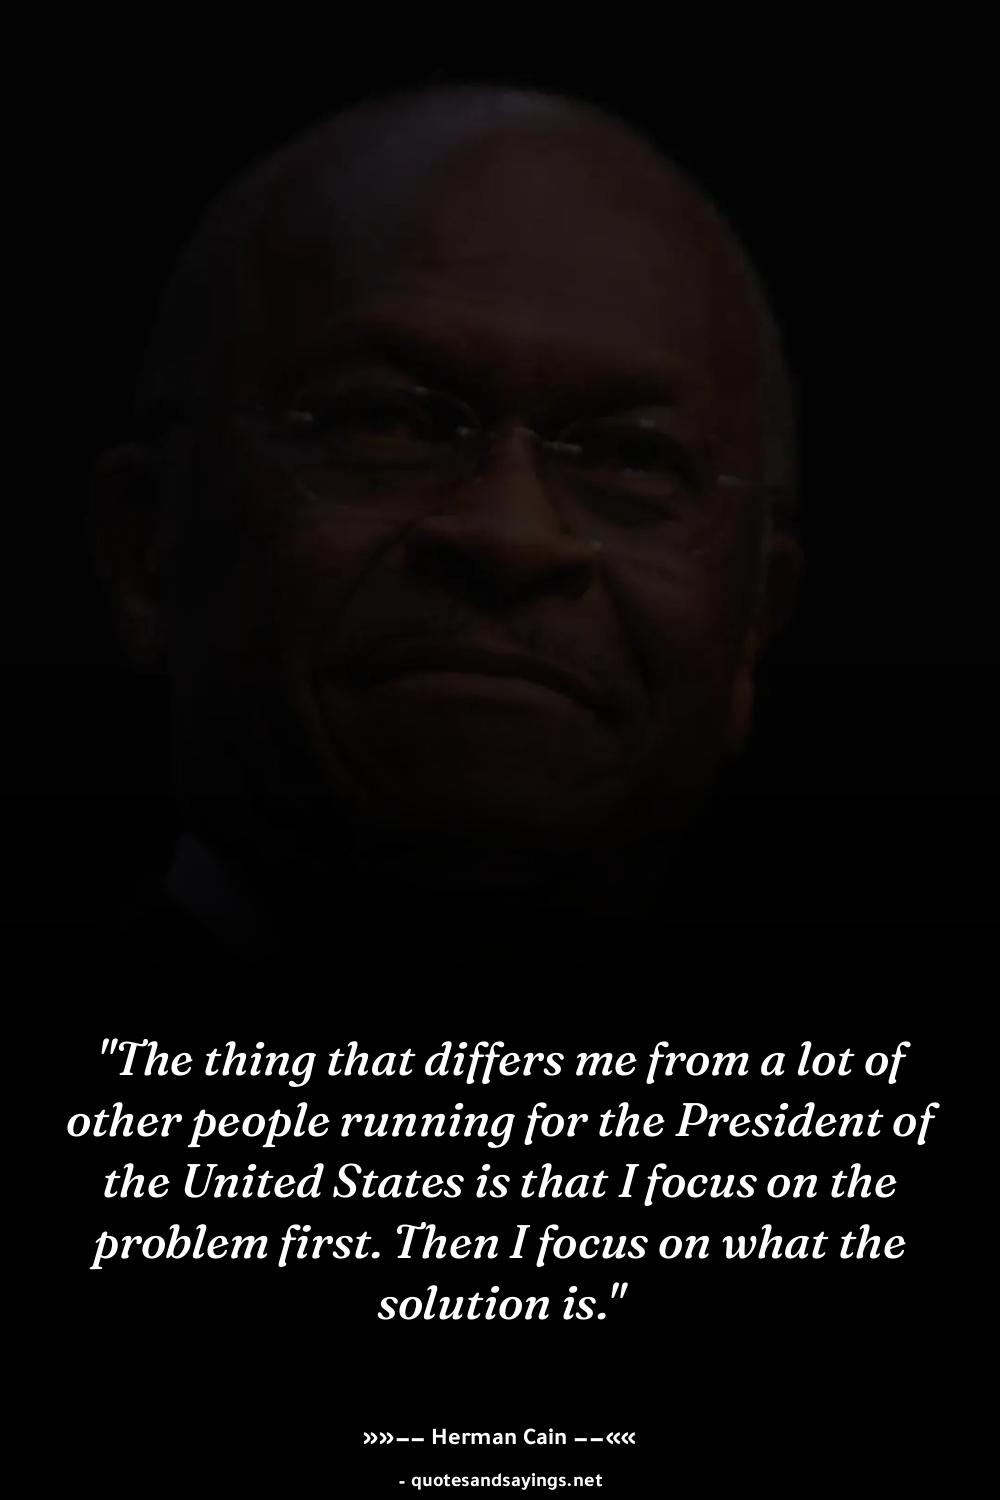 "The thing that differs me from a lot of
other people running for the President of
the United States is that I focus on the
problem first. Then I focus on what the
solution is."
»»−− Herman Cain −−««
- quotesandsayings.net